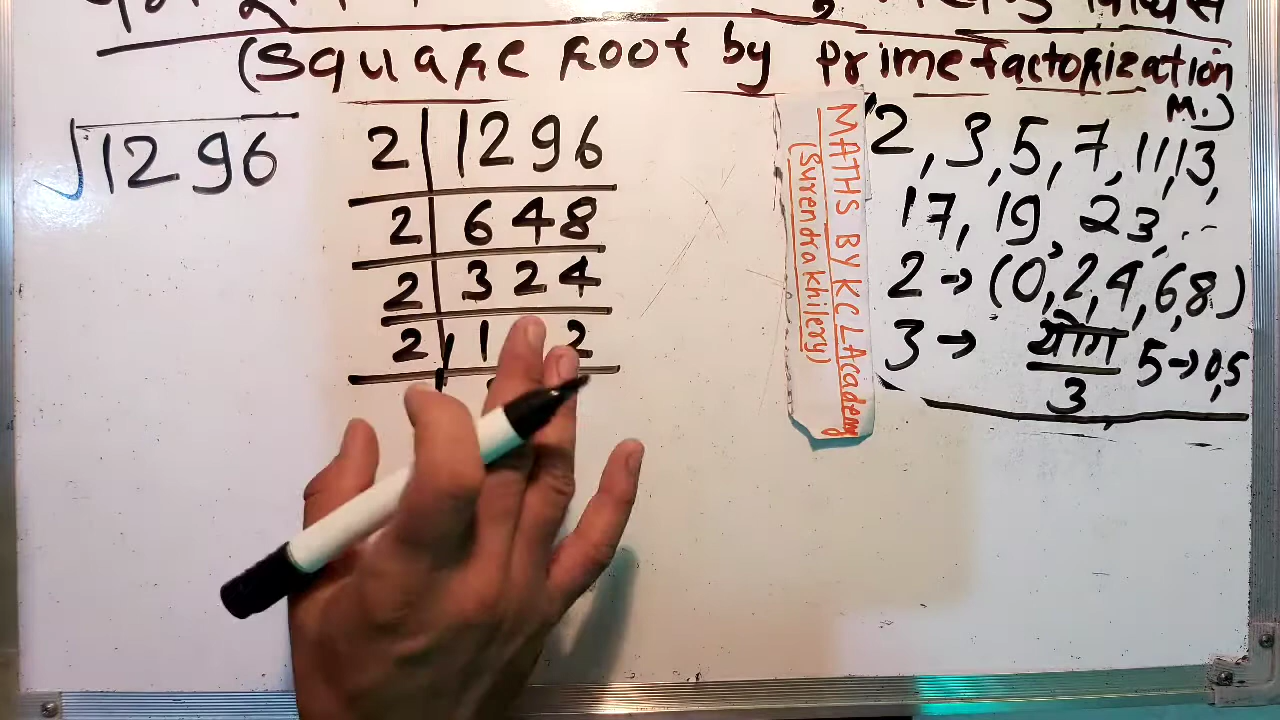 (Square Root by Prime factorization
M.)
√1296
2 | 1296
2 | 648
2 | 324
2 | 1 2
MATHS BY KCL Academy
(Surendra khilery)
2, 3, 5, 7, 11, 13,
17, 19, 23, ...
2 → (0, 2, 4, 6, 8)
3 → योग/3 5 → 0, 5